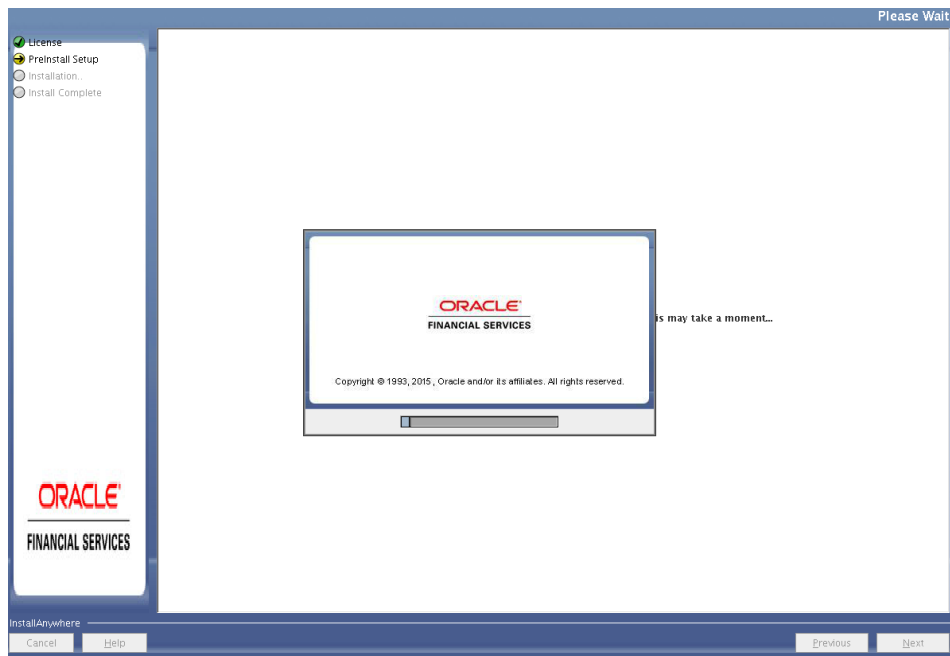 Please Wait
License
PreInstall Setup
Installation..
Install Complete
ORACLE
FINANCIAL SERVICES
is may take a moment...
Copyright © 1993, 2015 , Oracle and/or its affiliates. All rights reserved.
ORACLE
FINANCIAL SERVICES
InstallAnywhere
Cancel Help Previous Next